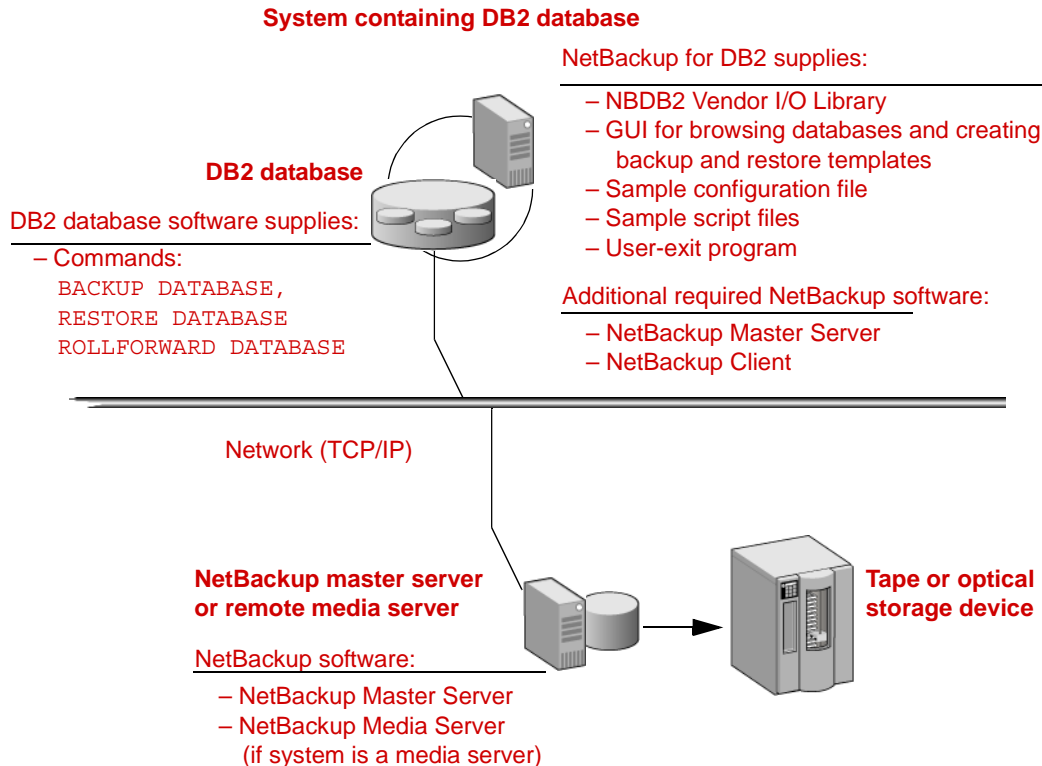 System containing DB2 database
NetBackup for DB2 supplies:
– NBDB2 Vendor I/O Library
– GUI for browsing databases and creating
backup and restore templates
– Sample configuration file
– Sample script files
– User-exit program
DB2 database
DB2 database software supplies:
– Commands:
BACKUP DATABASE,
RESTORE DATABASE
ROLLFORWARD DATABASE
Additional required NetBackup software:
– NetBackup Master Server
– NetBackup Client
Network (TCP/IP)
NetBackup master server
or remote media server
Tape or optical
storage device
NetBackup software:
– NetBackup Master Server
– NetBackup Media Server
(if system is a media server)